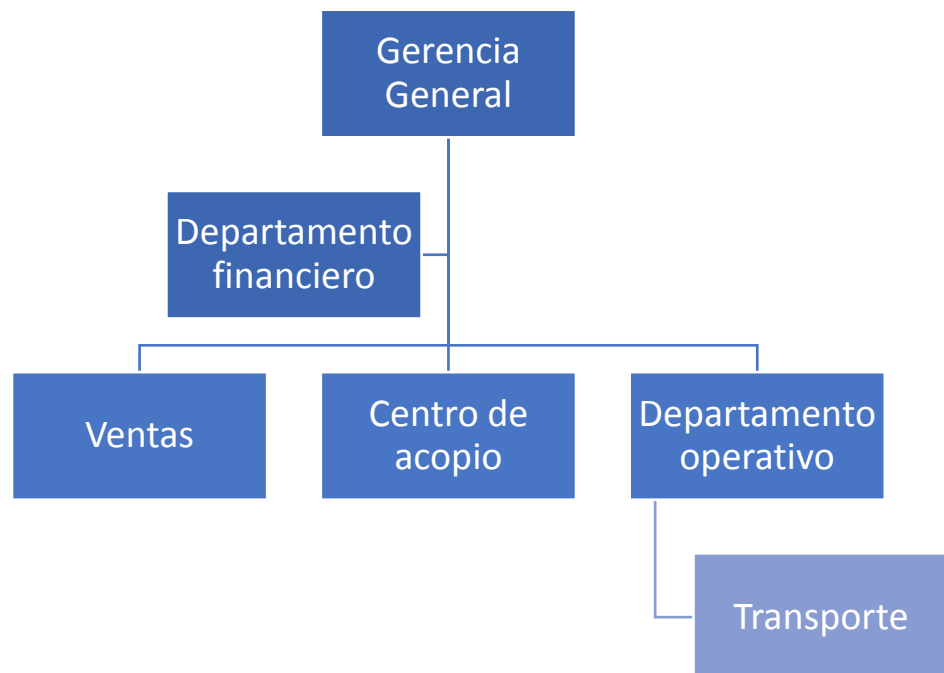 Gerencia
General
Departamento
financiero
Ventas
Centro de
acopio
Departamento
operativo
Transporte